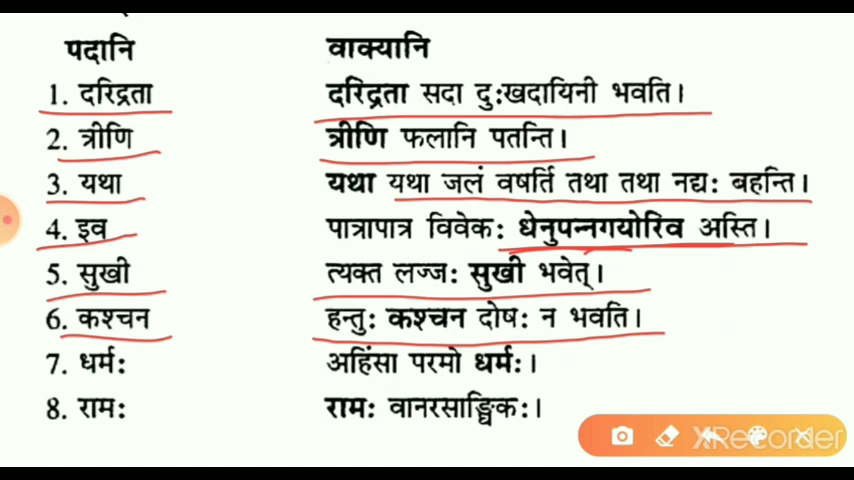 पदानि वाक्यानि
1. दरिद्रता दरिद्रता सदा दु:खदायिनी भवति।
2. त्रीणि त्रीणि फलानि पतन्ति।
3. यथा यथा यथा जलं वषर्ति तथा तथा नद्य: बहन्ति।
4. इव पात्रापात्र विवेक: धेनुपन्नगयोरिव अस्ति।
5. सुखी त्यक्त लज्ज: सुखी भवेत्।
6. कश्चन हन्तु: कश्चन दोष: न भवति।
7. धर्म: अहिंसा परमो धर्म:।
8. राम: राम: वानरसाङ्घिक:।
XRecorder